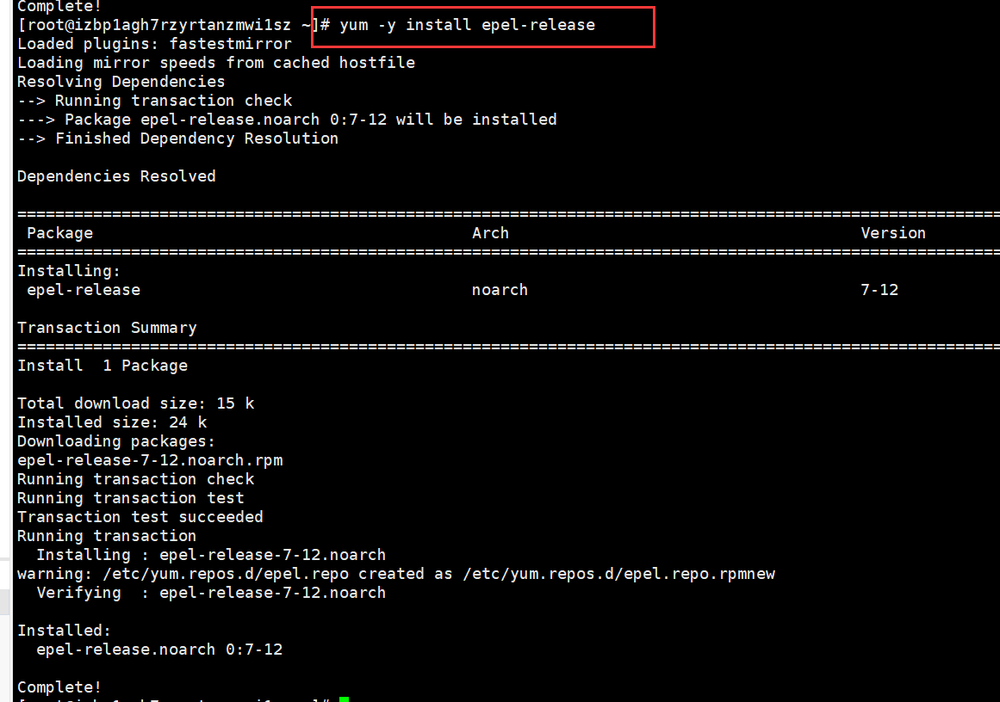 Complete!
[root@izbp1agh7rzyrtanzmwi1sz ~]# yum -y install epel-release
Loaded plugins: fastestmirror
Loading mirror speeds from cached hostfile
Resolving Dependencies
--> Running transaction check
---> Package epel-release.noarch 0:7-12 will be installed
--> Finished Dependency Resolution
Dependencies Resolved
================================================================================
Package Arch Version
================================================================================
Installing:
epel-release noarch 7-12
Transaction Summary
================================================================================
Install  1 Package
Total download size: 15 k
Installed size: 24 k
Downloading packages:
epel-release-7-12.noarch.rpm
Running transaction check
Running transaction test
Transaction test succeeded
Running transaction
  Installing : epel-release-7-12.noarch
warning: /etc/yum.repos.d/epel.repo created as /etc/yum.repos.d/epel.repo.rpmnew
  Verifying  : epel-release-7-12.noarch
Installed:
  epel-release.noarch 0:7-12
Complete!